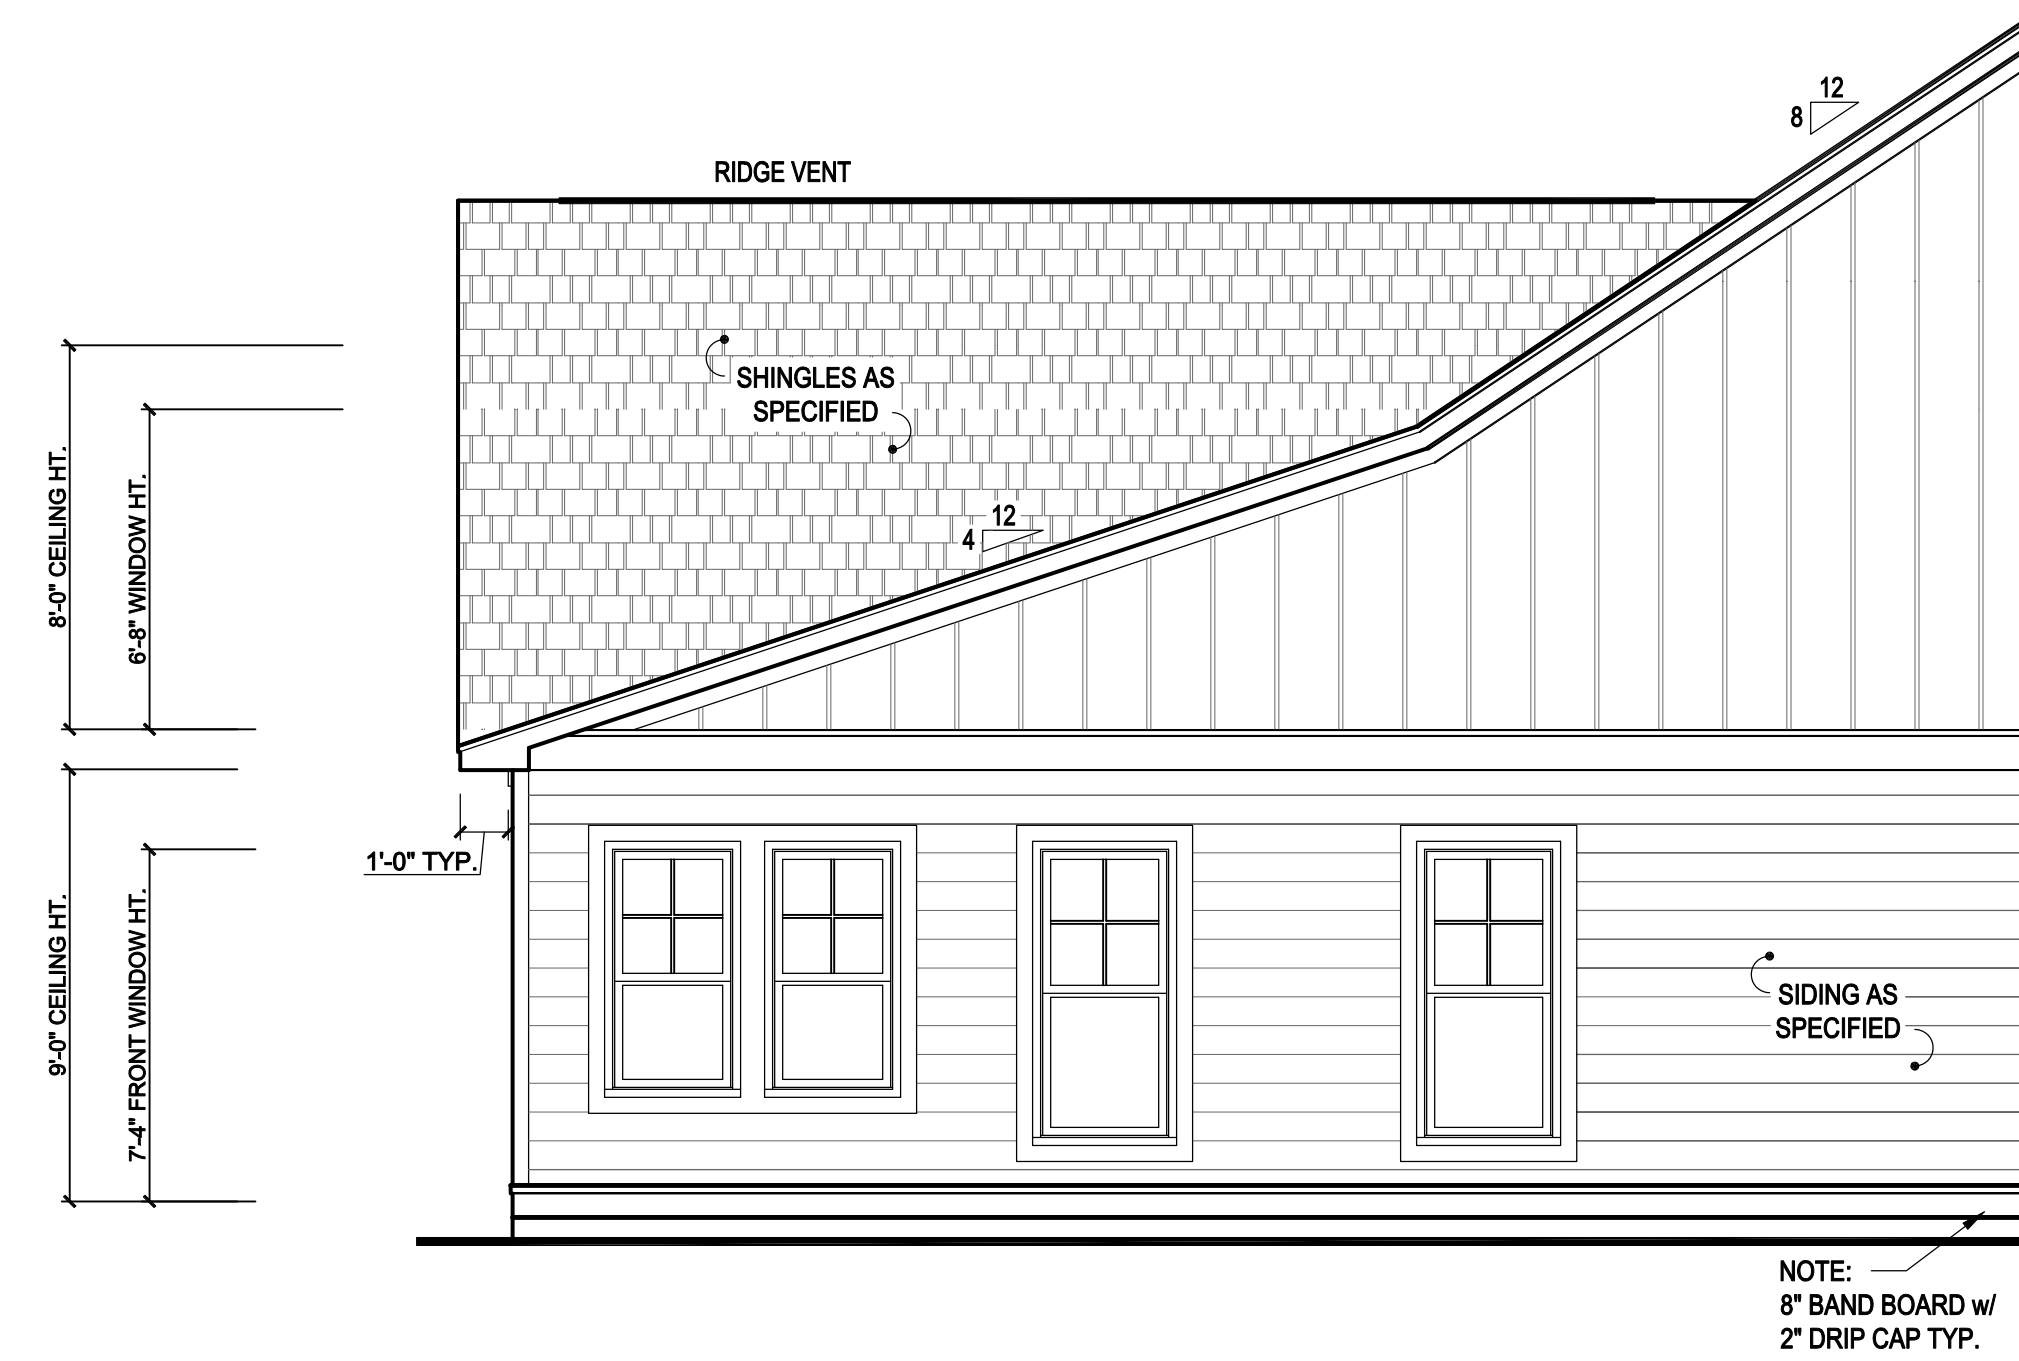 12
8
RIDGE VENT
SHINGLES AS
SPECIFIED
12
4
8'-0" CEILING HT.
6'-8" WINDOW HT.
1'-0" TYP.
9'-0" CEILING HT.
7'-4" FRONT WINDOW HT.
SIDING AS
SPECIFIED
NOTE:
8" BAND BOARD w/
2" DRIP CAP TYP.